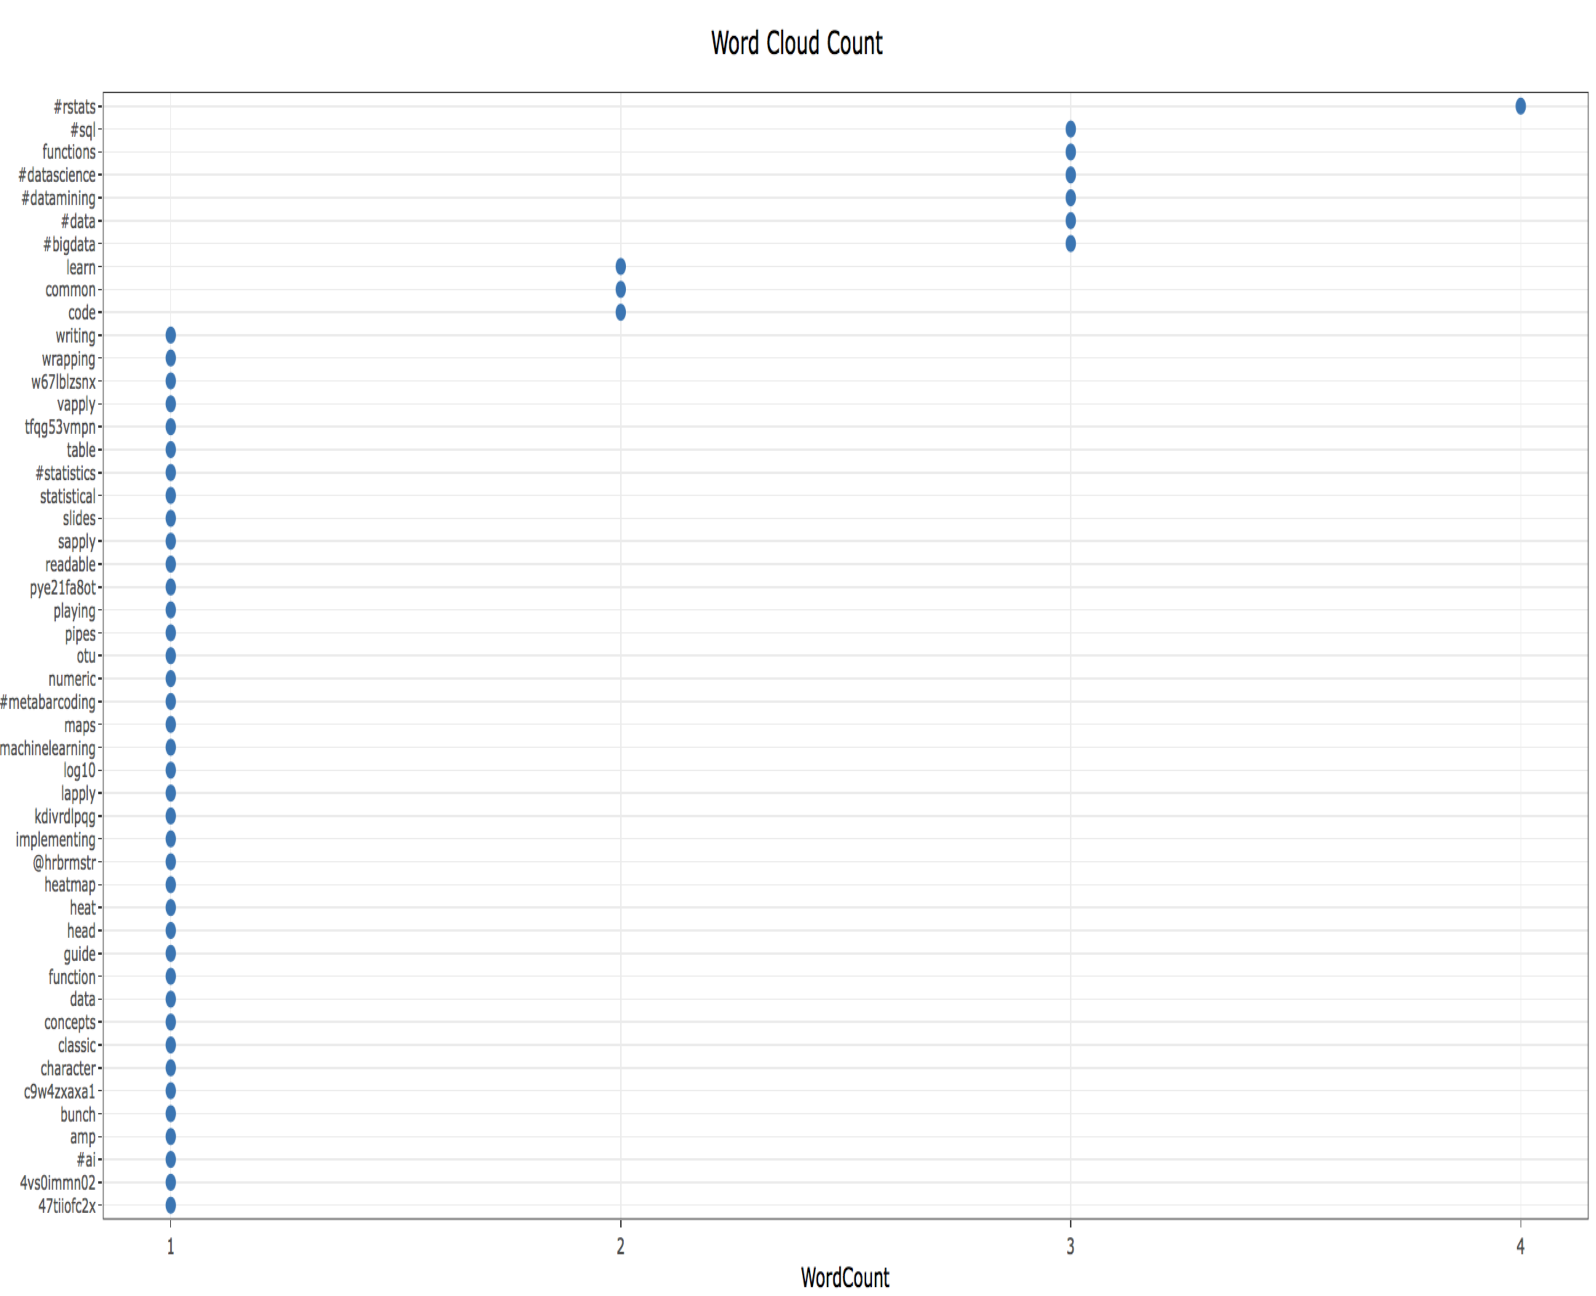 Word Cloud Count
#rstats
#sql
functions
#datascience
#datamining
#data
#bigdata
learn
common
code
writing
wrapping
w67lblzsnx
vapply
tfqg53vmpn
table
#statistics
statistical
slides
sapply
readable
pye21fa8ot
playing
pipes
otu
numeric
#metabarcoding
maps
machinelearning
log10
lapply
kdivrdlpqg
implementing
@hrbrmstr
heatmap
heat
head
guide
function
data
concepts
classic
character
c9w4zxaxa1
bunch
amp
#ai
4vs0immn02
47tiiofc2x
1 2 3 4
WordCount